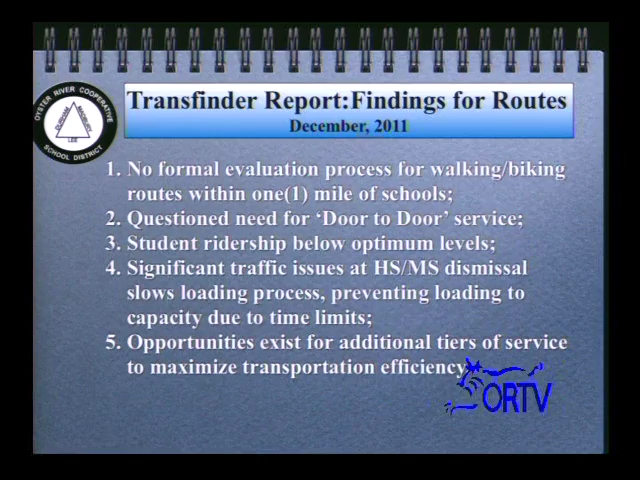 OYSTER RIVER COOPERATIVE
DURHAM
MADBURY
LEE
SCHOOL DISTRICT
Transfinder Report:Findings for Routes
December, 2011
1. No formal evaluation process for walking/biking
routes within one(1) mile of schools;
2. Questioned need for ‘Door to Door’ service;
3. Student ridership below optimum levels;
4. Significant traffic issues at HS/MS dismissal
slows loading process, preventing loading to
capacity due to time limits;
5. Opportunities exist for additional tiers of service
to maximize transportation efficiency
ORTV